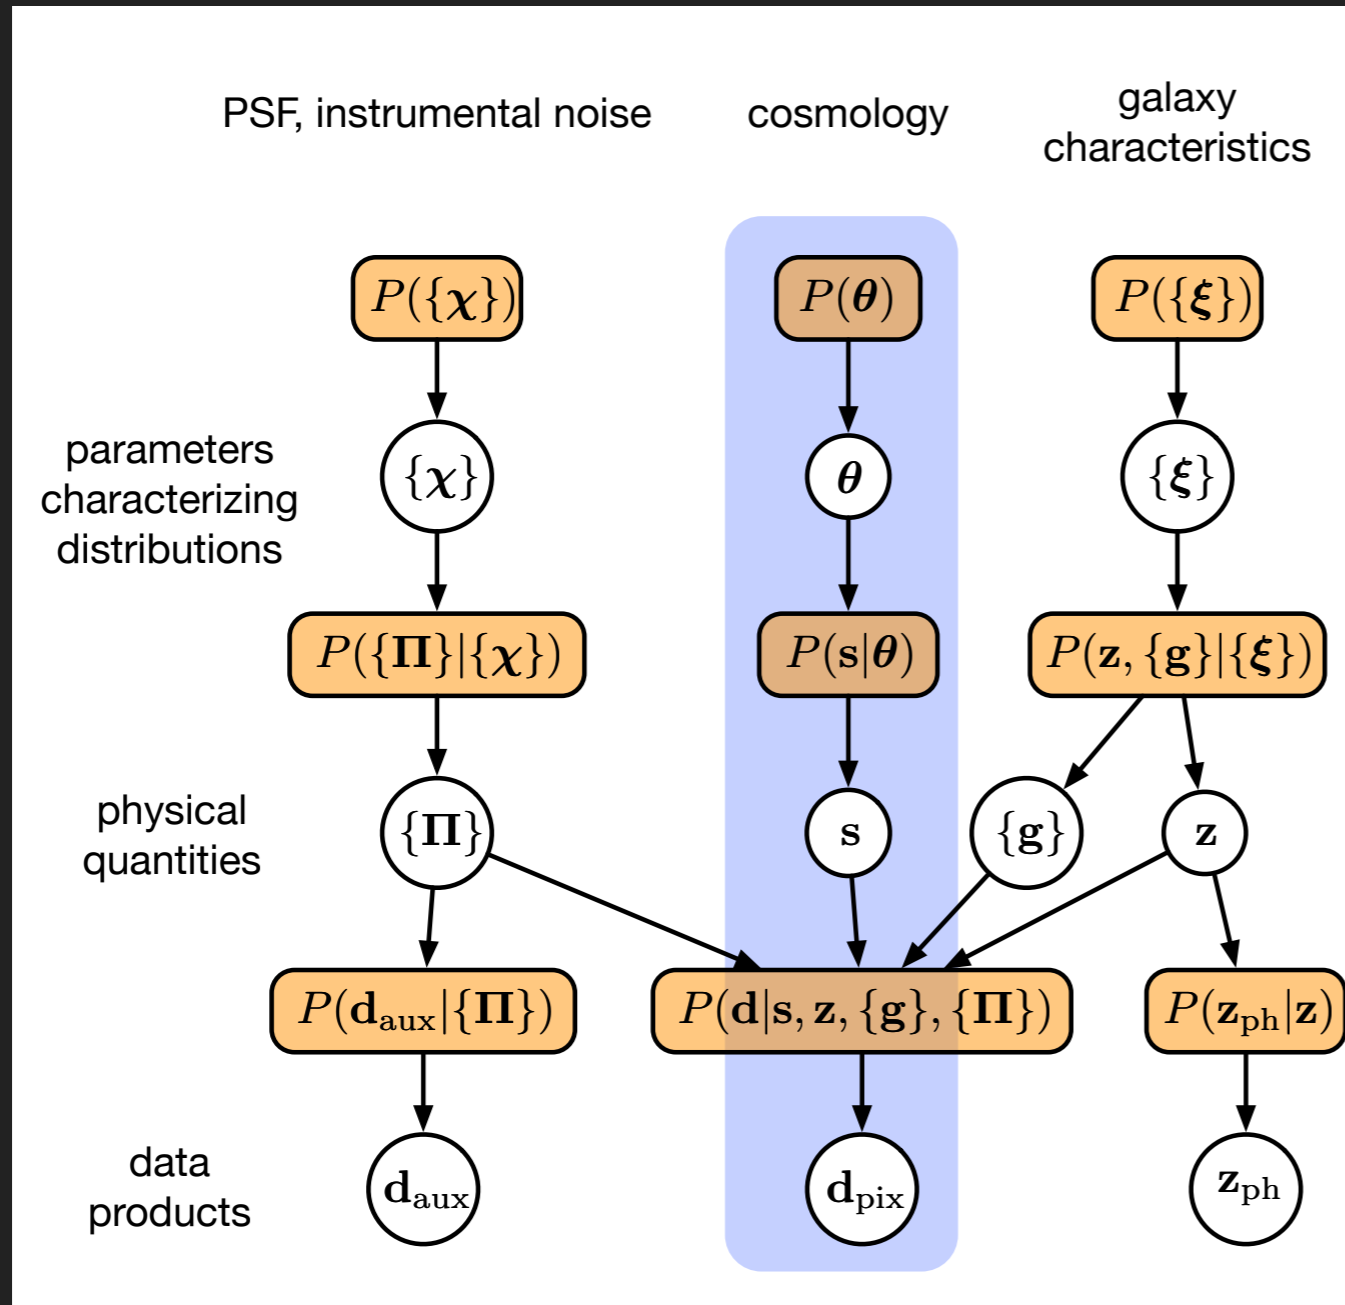 PSF, instrumental noise
cosmology
galaxy
characteristics
P({χ})
P(θ)
P({ξ})
parameters
characterizing
distributions
{χ}
θ
{ξ}
P({Π}|{χ})
P(s|θ)
P(z, {g}|{ξ})
physical
quantities
{Π}
s
{g}
z
P(d_aux|{Π})
P(d|s, z, {g}, {Π})
P(z_ph|z)
data
products
d_aux
d_pix
z_ph